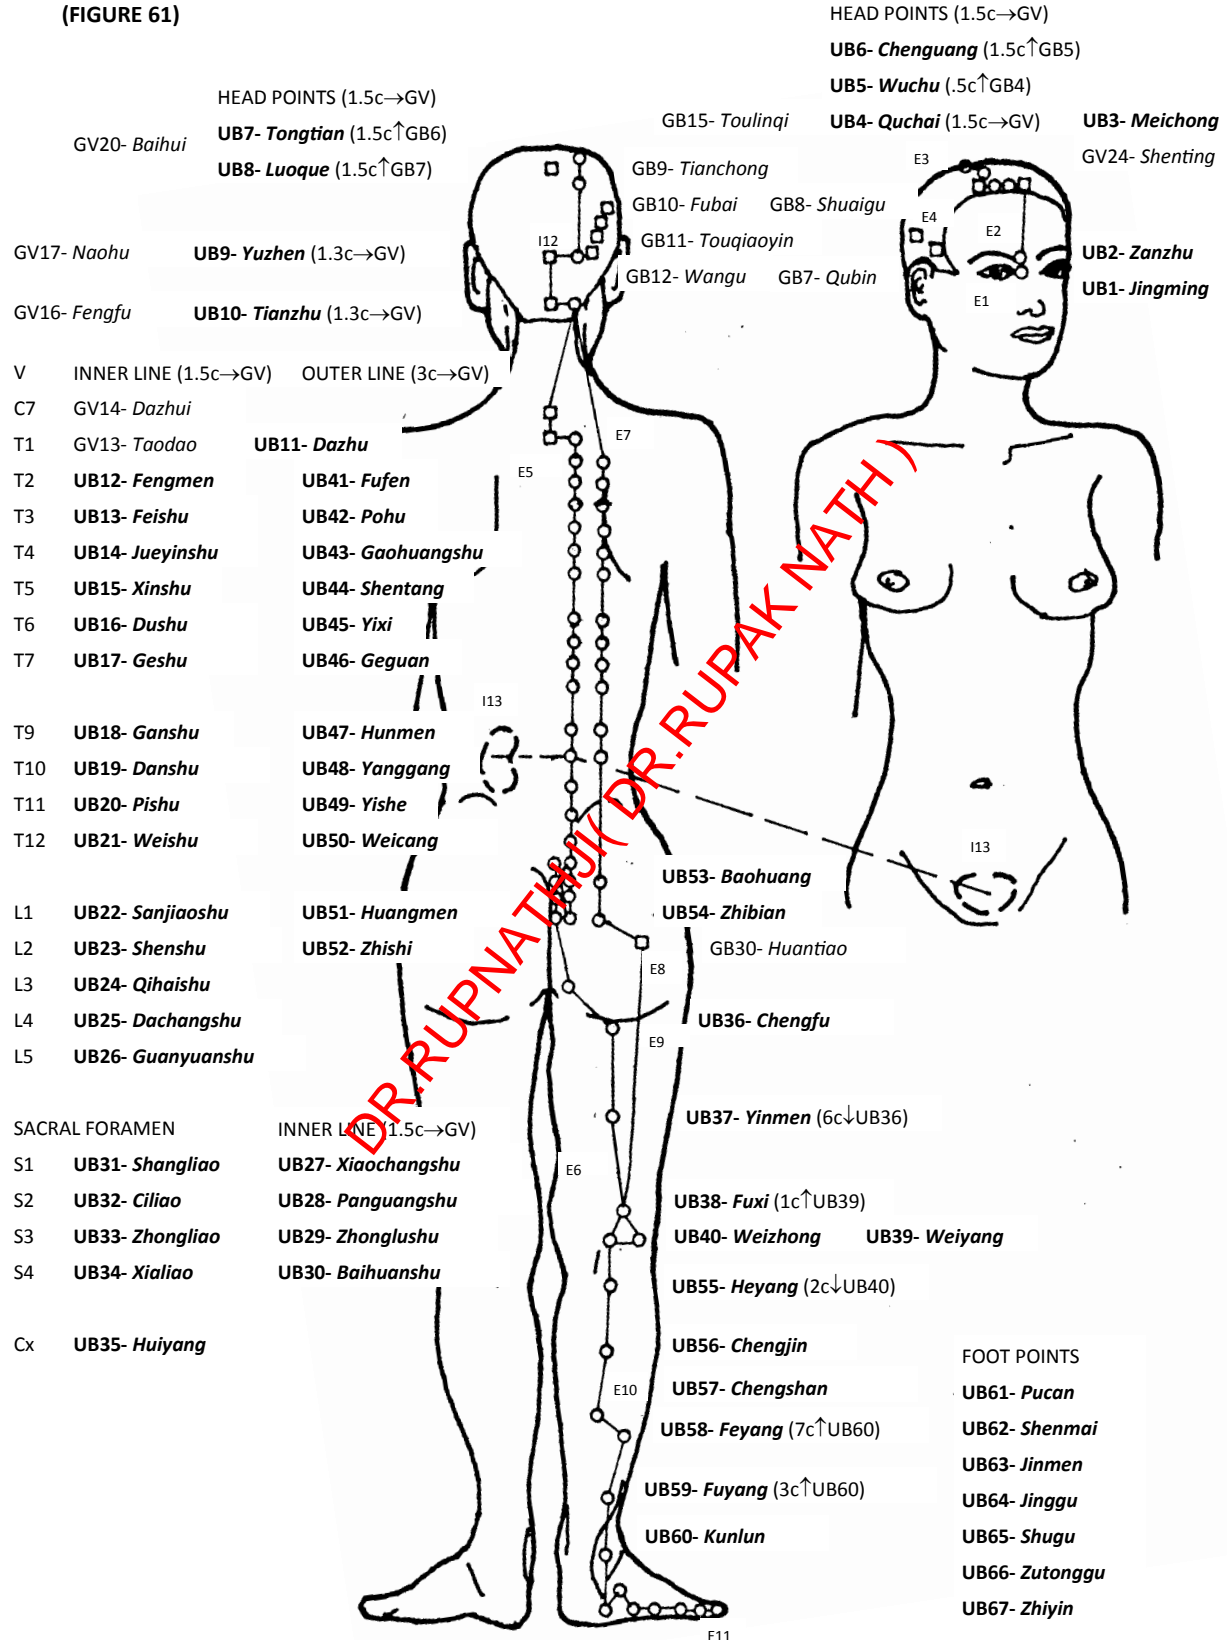 (FIGURE 61)
HEAD POINTS (1.5c→GV)
UB6- Chenguang (1.5c↑GB5)
UB5- Wuchu (.5c↑GB4)
UB4- Quchai (1.5c→GV)
UB3- Meichong
GV24- Shenting
HEAD POINTS (1.5c→GV)
UB7- Tongtian (1.5c↑GB6)
UB8- Luoque (1.5c↑GB7)
GV20- Baihui
GB15- Toulinqi
GB9- Tianchong
GB10- Fubai GB8- Shuaigu
GB11- Touqiaoyin
GB12- Wangu GB7- Qubin
E3
E4
E2
E1
I12
UB2- Zanzhu
UB1- Jingming
GV17- Naohu UB9- Yuzhen (1.3c→GV)
GV16- Fengfu UB10- Tianzhu (1.3c→GV)
V INNER LINE (1.5c→GV) OUTER LINE (3c→GV)
C7 GV14- Dazhui
T1 GV13- Taodao UB11- Dazhu
T2 UB12- Fengmen UB41- Fufen
T3 UB13- Feishu UB42- Pohu
T4 UB14- Jueyinshu UB43- Gaohuangshu
T5 UB15- Xinshu UB44- Shentang
T6 UB16- Dushu UB45- Yixi
T7 UB17- Geshu UB46- Geguan
T9 UB18- Ganshu UB47- Hunmen
T10 UB19- Danshu UB48- Yanggang
T11 UB20- Pishu UB49- Yishe
T12 UB21- Weishu UB50- Weicang
L1 UB22- Sanjiaoshu UB51- Huangmen
L2 UB23- Shenshu UB52- Zhishi
L3 UB24- Qihaishu
L4 UB25- Dachangshu
L5 UB26- Guanyuanshu
SACRAL FORAMEN INNER LINE (1.5c→GV)
S1 UB31- Shangliao UB27- Xiaochangshu
S2 UB32- Ciliao UB28- Panguangshu
S3 UB33- Zhongliao UB29- Zhonglushu
S4 UB34- Xialiao UB30- Baihuanshu
Cx UB35- Huiyang
E5
E7
I13
I13
UB53- Baohuang
UB54- Zhibian
GB30- Huantiao
E8
UB36- Chengfu
E9
UB37- Yinmen (6c↓UB36)
E6
UB38- Fuxi (1c↑UB39)
UB40- Weizhong UB39- Weiyang
UB55- Heyang (2c↓UB40)
UB56- Chengjin
UB57- Chengshan
E10
UB58- Feyang (7c↑UB60)
UB59- Fuyang (3c↑UB60)
UB60- Kunlun
FOOT POINTS
UB61- Pucan
UB62- Shenmai
UB63- Jinmen
UB64- Jinggu
UB65- Shugu
UB66- Zutonggu
UB67- Zhiyin
E11
DR.RUPNATHJI( DR.RUPAK NATH )